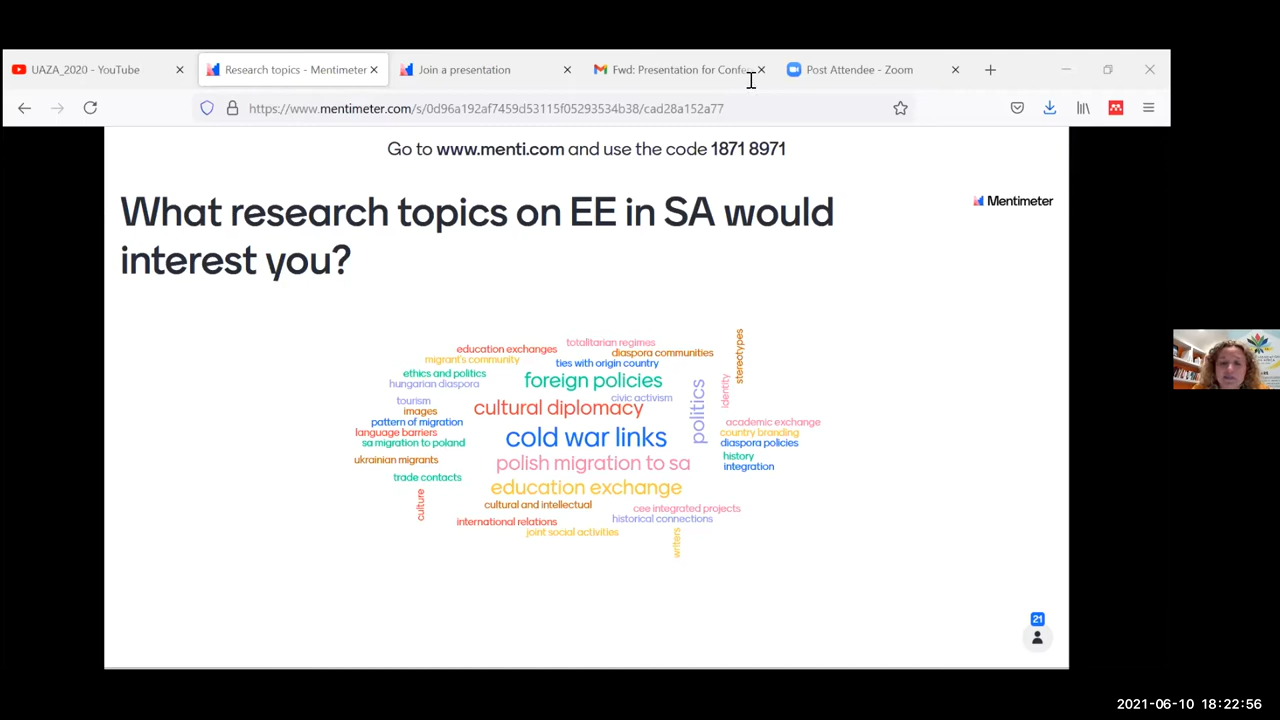 UAZA_2020 - YouTube
Research topics - Mentimeter
Join a presentation
Fwd: Presentation for Confe
Post Attendee - Zoom
https://www.mentimeter.com/s/0d96a192af7459d53115f05293534b38/cad28a152a77
Go to www.menti.com and use the code 1871 8971
What research topics on EE in SA would
interest you?
Mentimeter
totalitarian regimes
education exchanges
diaspora communities
stereotypes
migrant's community
ties with origin country
ethics and politics
foreign policies
hungarian diaspora
politics
identity
civic activism
tourism
cultural diplomacy
images
pattern of migration
academic exchange
language barriers
cold war links
country branding
sa migration to poland
diaspora policies
history
ukrainian migrants
polish migration to sa
integration
trade contacts
education exchange
culture
cultural and intellectual
cee integrated projects
international relations
historical connections
joint social activities
writers
21
2021-06-10 18:22:56